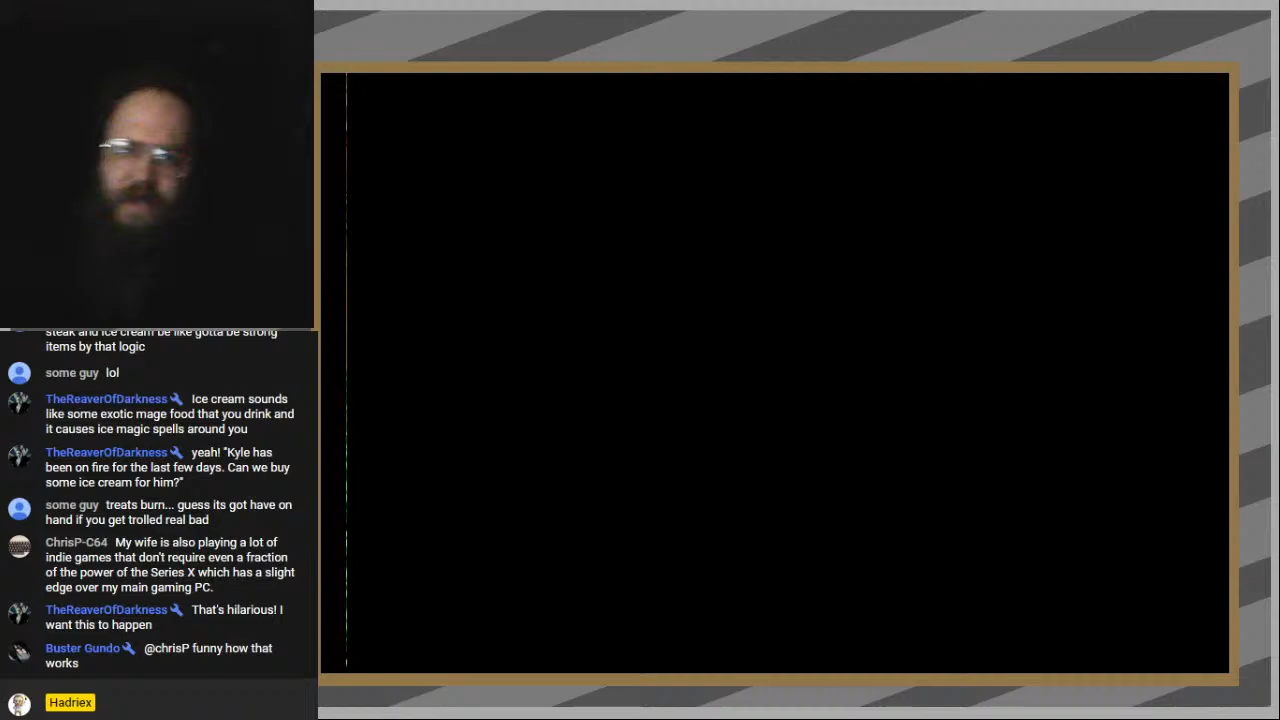 steak and ice cream be like gotta be strong
items by that logic
some guy lol
TheReaverOfDarkness Ice cream sounds
like some exotic mage food that you drink and
it causes ice magic spells around you
TheReaverOfDarkness yeah! "Kyle has
been on fire for the last few days. Can we buy
some ice cream for him?"
some guy treats burn... guess its got have on
hand if you get trolled real bad
ChrisP-C64 My wife is also playing a lot of
indie games that don't require even a fraction
of the power of the Series X which has a slight
edge over my main gaming PC.
TheReaverOfDarkness That's hilarious! I
want this to happen
Buster Gundo @chrisP funny how that
works
Hadriex